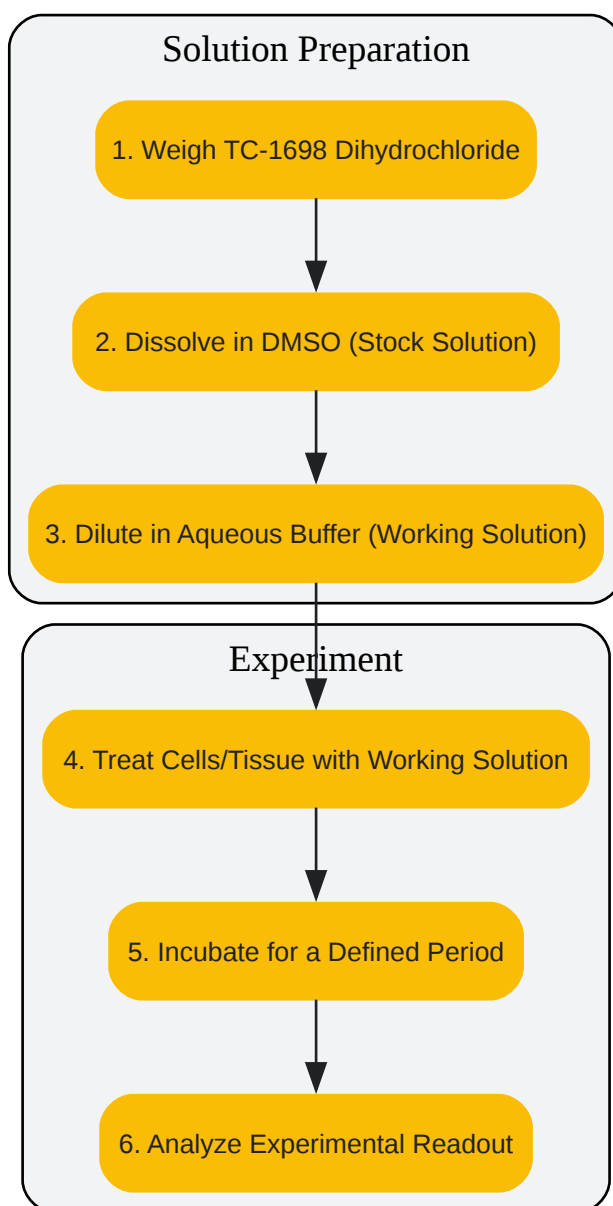 Solution Preparation
1. Weigh TC-1698 Dihydrochloride
2. Dissolve in DMSO (Stock Solution)
3. Dilute in Aqueous Buffer (Working Solution)
Experiment
4. Treat Cells/Tissue with Working Solution
5. Incubate for a Defined Period
6. Analyze Experimental Readout